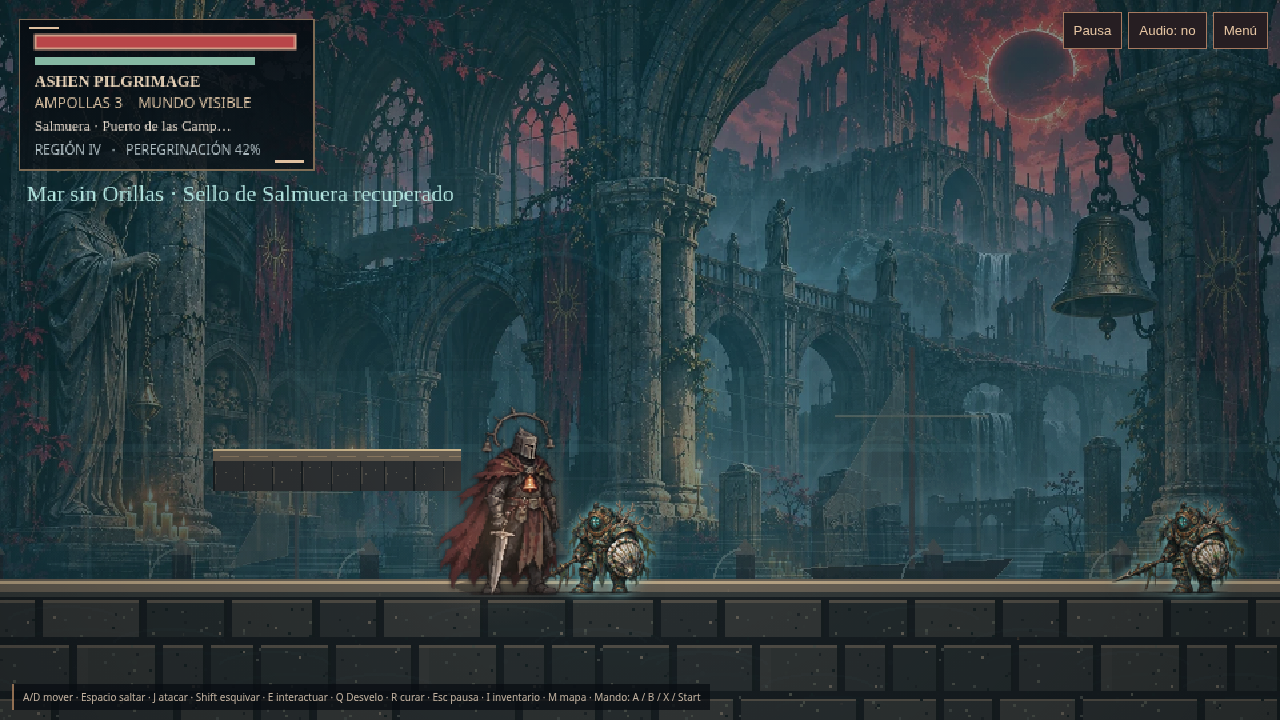 Pausa
Audio: no
Menú
ASHEN PILGRIMAGE
AMPOLLAS 3 MUNDO VISIBLE
Salmuera · Puerto de las Camp…
REGIÓN IV · PEREGRINACIÓN 42%
Mar sin Orillas · Sello de Salmuera recuperado
A/D mover · Espacio saltar · J atacar · Shift esquivar · E interactuar · Q Desvelo · R curar · Esc pausa · I inventario · M mapa · Mando: A / B / X / Start